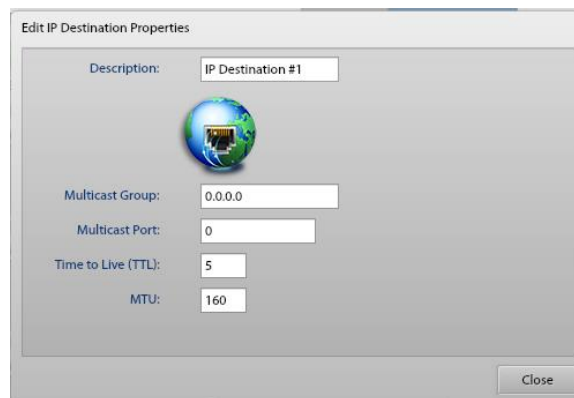 Edit IP Destination Properties
Description: IP Destination #1
Multicast Group: 0.0.0.0
Multicast Port: 0
Time to Live (TTL): 5
MTU: 160
Close